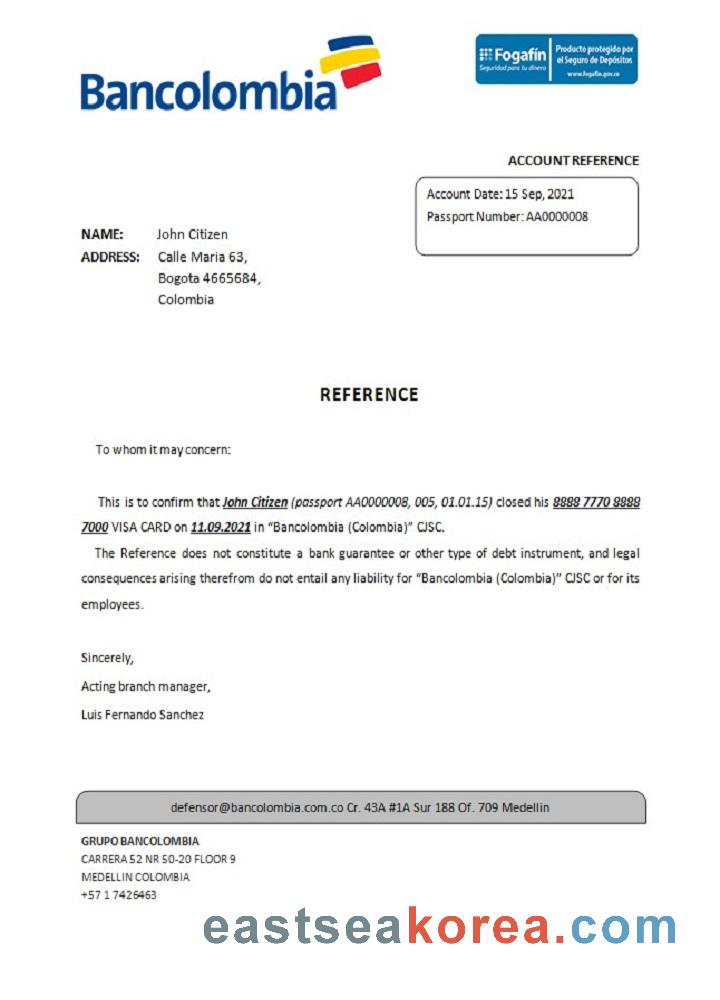 Bancolombia
Fogafín
Seguridad para tu dinero
Producto protegido por
el Seguro de Depósitos
www.fogafin.gov.co
ACCOUNT REFERENCE
Account Date: 15 Sep, 2021
Passport Number: AA0000008
NAME: John Citizen
ADDRESS: Calle Maria 63,
Bogota 4665684,
Colombia
REFERENCE
To whom it may concern:
This is to confirm that John Citizen (passport AA0000008, 005, 01.01.15) closed his 8888 7770 8888
7000 VISA CARD on 11.09.2021 in “Bancolombia (Colombia)” CJSC.
The Reference does not constitute a bank guarantee or other type of debt instrument, and legal
consequences arising therefrom do not entail any liability for “Bancolombia (Colombia)” CJSC or for its
employees.
Sincerely,
Acting branch manager,
Luis Fernando Sanchez
defensor@bancolombia.com.co Cr. 43A #1A Sur 188 Of. 709 Medellin
GRUPO BANCOLOMBIA
CARRERA 52 NR 50-20 FLOOR 9
MEDELLIN COLOMBIA
+57 1 7426463
eastseakorea.com